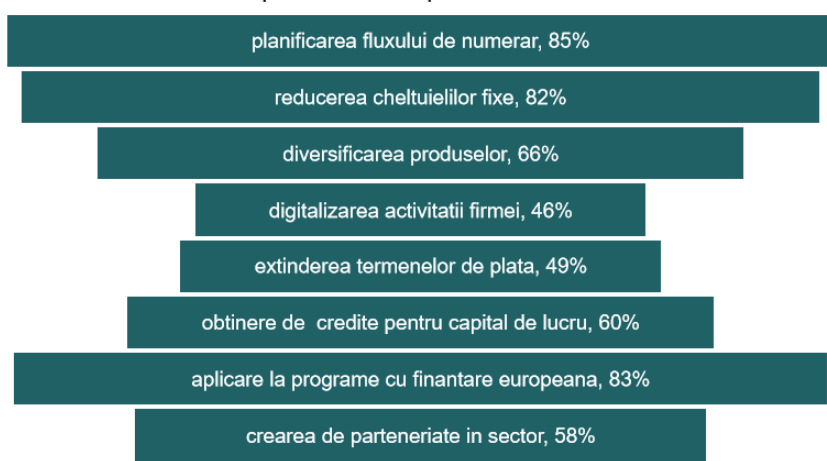 planificarea fluxului de numerar, 85%
reducerea cheltuielilor fixe, 82%
diversificarea produselor, 66%
digitalizarea activitatii firmei, 46%
extinderea termenelor de plata, 49%
obtinere de  credite pentru capital de lucru, 60%
aplicare la programe cu finantare europeana, 83%
crearea de parteneriate in sector, 58%